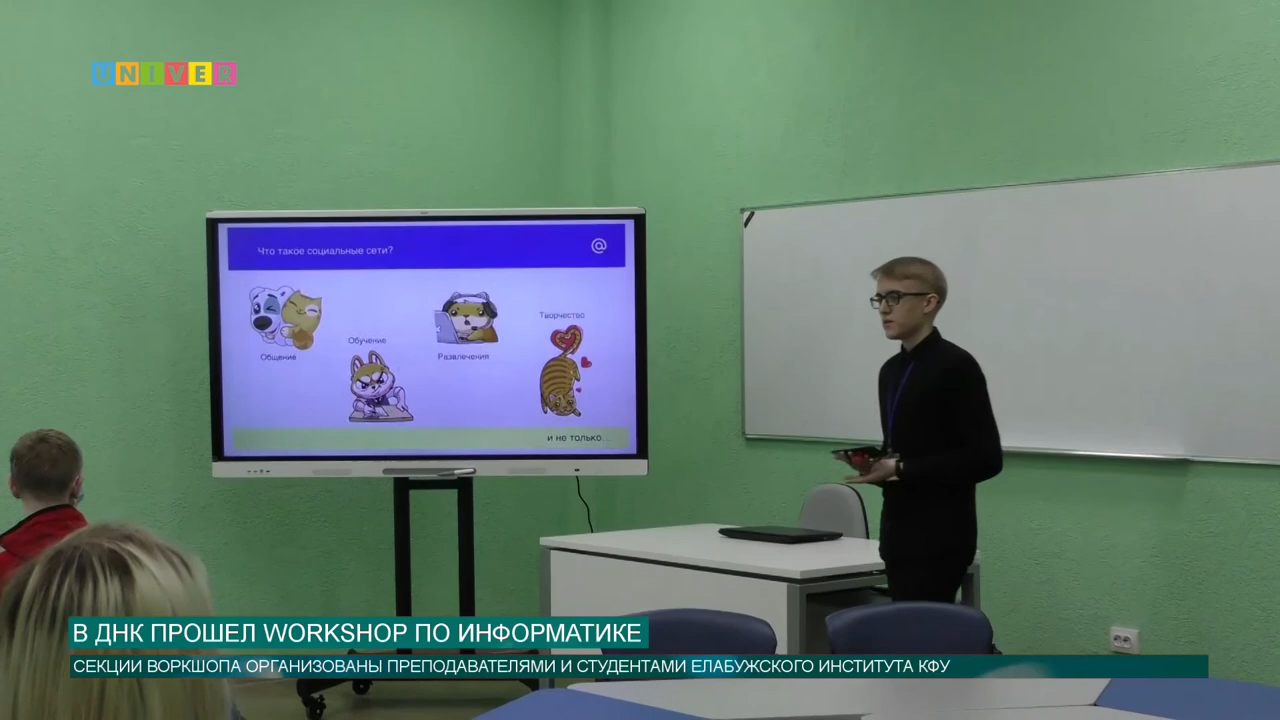 UNIVER
Что такое социальные сети?
@
Общение
Обучение
Развлечения
Творчество
и не только...
В ДНК ПРОШЕЛ WORKSHOP ПО ИНФОРМАТИКЕ
СЕКЦИИ ВОРКШОПА ОРГАНИЗОВАНЫ ПРЕПОДАВАТЕЛЯМИ И СТУДЕНТАМИ ЕЛАБУЖСКОГО ИНСТИТУТА КФУ